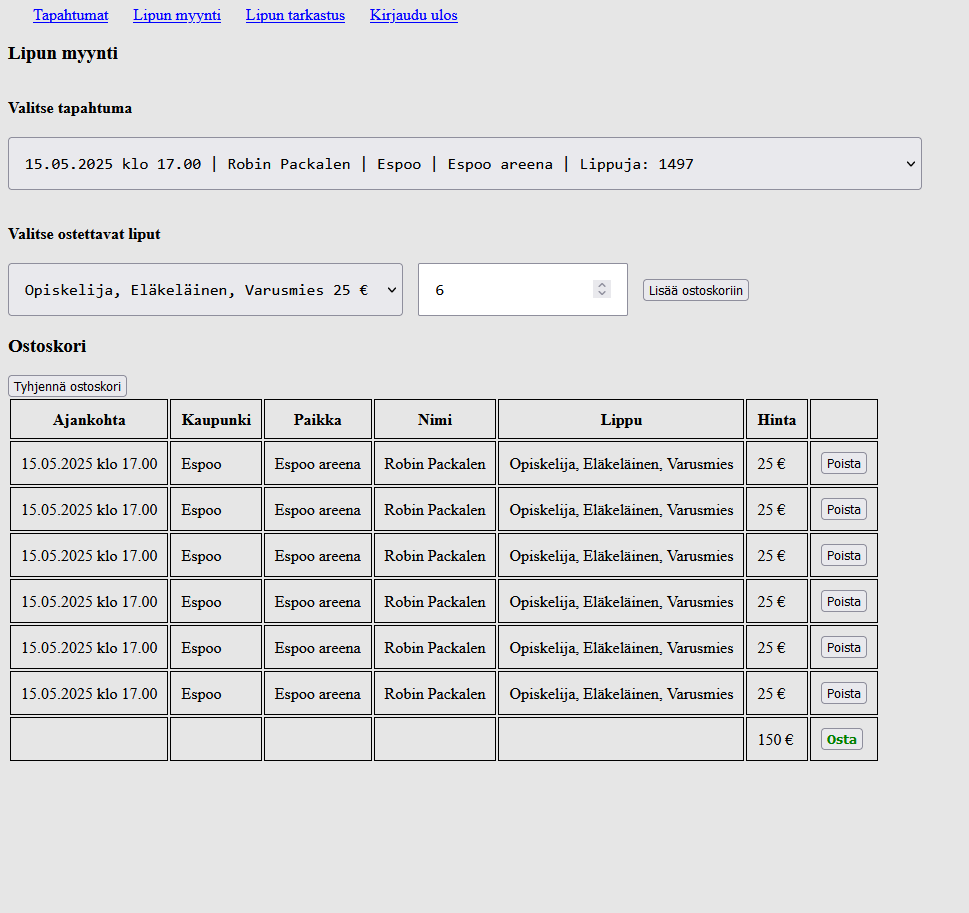 Tapahtumat Lipun myynti Lipun tarkastus Kirjaudu ulos
Lipun myynti
Valitse tapahtuma
15.05.2025 klo 17.00 | Robin Packalen | Espoo | Espoo areena | Lippuja: 1497
Valitse ostettavat liput
Opiskelija, Eläkeläinen, Varusmies 25 € 6 Lisää ostoskoriin
Ostoskori
Tyhjennä ostoskori
Ajankohta Kaupunki Paikka Nimi Lippu Hinta
15.05.2025 klo 17.00 Espoo Espoo areena Robin Packalen Opiskelija, Eläkeläinen, Varusmies 25 € Poista
15.05.2025 klo 17.00 Espoo Espoo areena Robin Packalen Opiskelija, Eläkeläinen, Varusmies 25 € Poista
15.05.2025 klo 17.00 Espoo Espoo areena Robin Packalen Opiskelija, Eläkeläinen, Varusmies 25 € Poista
15.05.2025 klo 17.00 Espoo Espoo areena Robin Packalen Opiskelija, Eläkeläinen, Varusmies 25 € Poista
15.05.2025 klo 17.00 Espoo Espoo areena Robin Packalen Opiskelija, Eläkeläinen, Varusmies 25 € Poista
15.05.2025 klo 17.00 Espoo Espoo areena Robin Packalen Opiskelija, Eläkeläinen, Varusmies 25 € Poista
150 € Osta